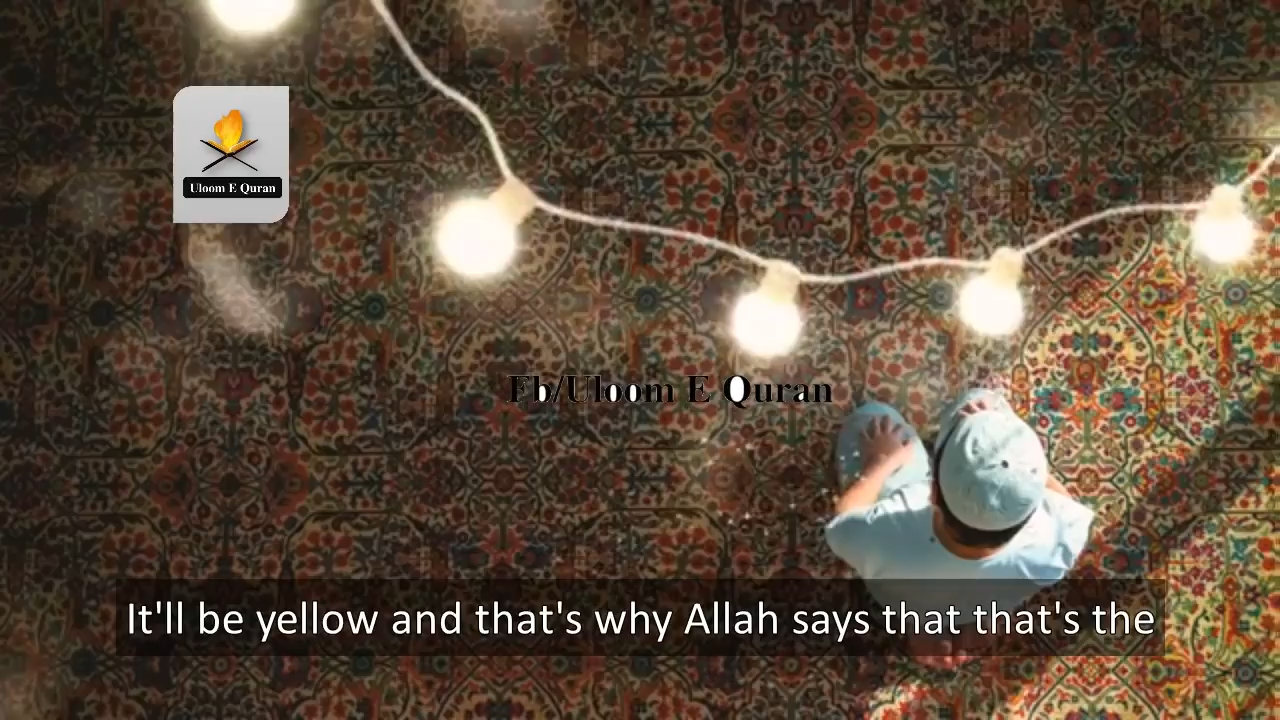 Uloom E Quran
Fb/Uloom E Quran
It'll be yellow and that's why Allah says that that's the